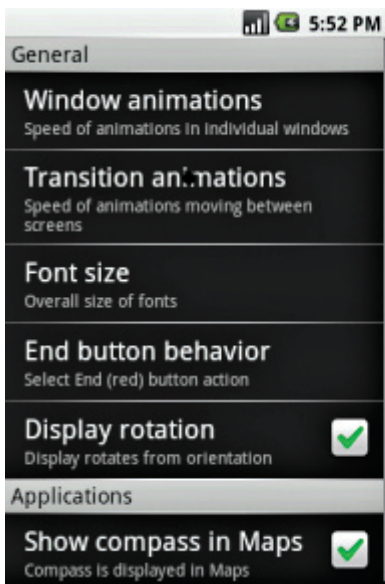 5:52 PM
General
Window animations
Speed of animations in individual windows
Transition animations
Speed of animations moving between
screens
Font size
Overall size of fonts
End button behavior
Select End (red) button action
Display rotation
Display rotates from orientation
Applications
Show compass in Maps
Compass is displayed in Maps